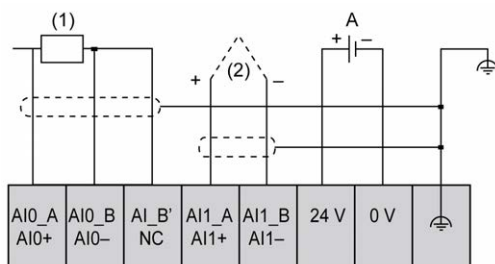 (1)
A
+ –
+ (2) –
AI0_A AI0_B AI_B' AI1_A AI1_B 24 V 0 V
AI0+ AI0– NC AI1+ AI1–